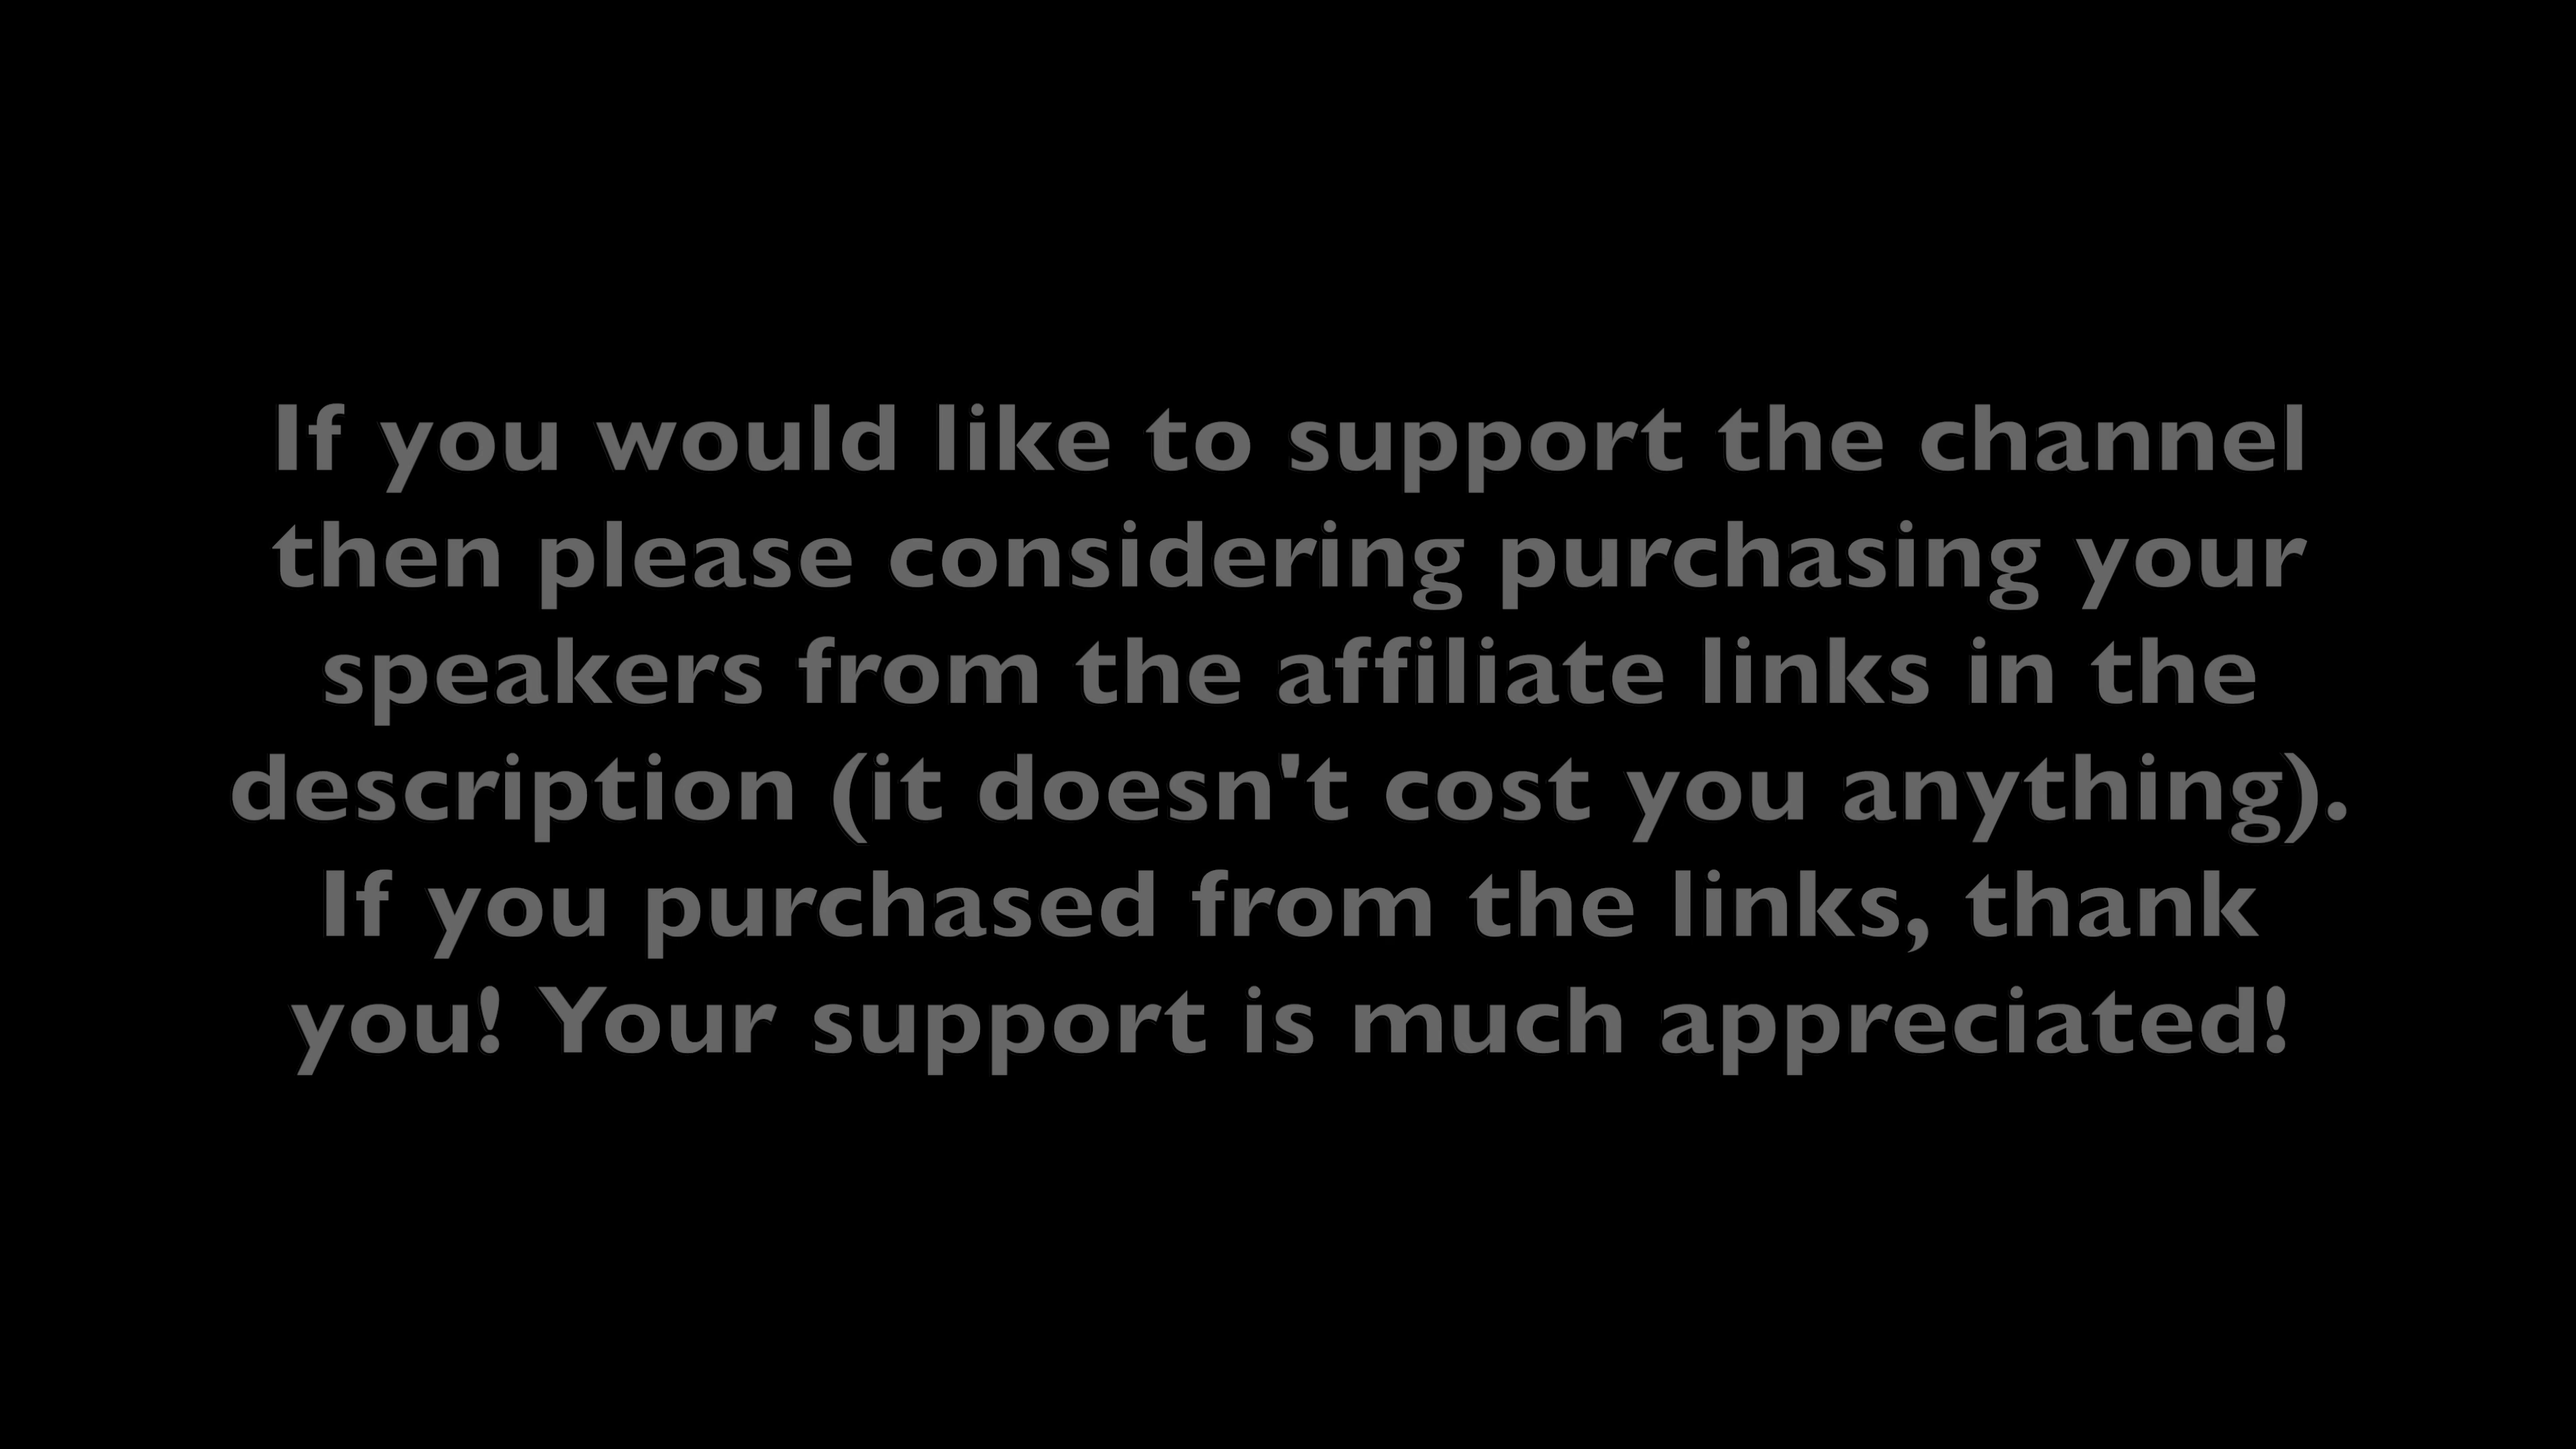 If you would like to support the channel
then please considering purchasing your
speakers from the affiliate links in the
description (it doesn't cost you anything).
If you purchased from the links, thank
you! Your support is much appreciated!